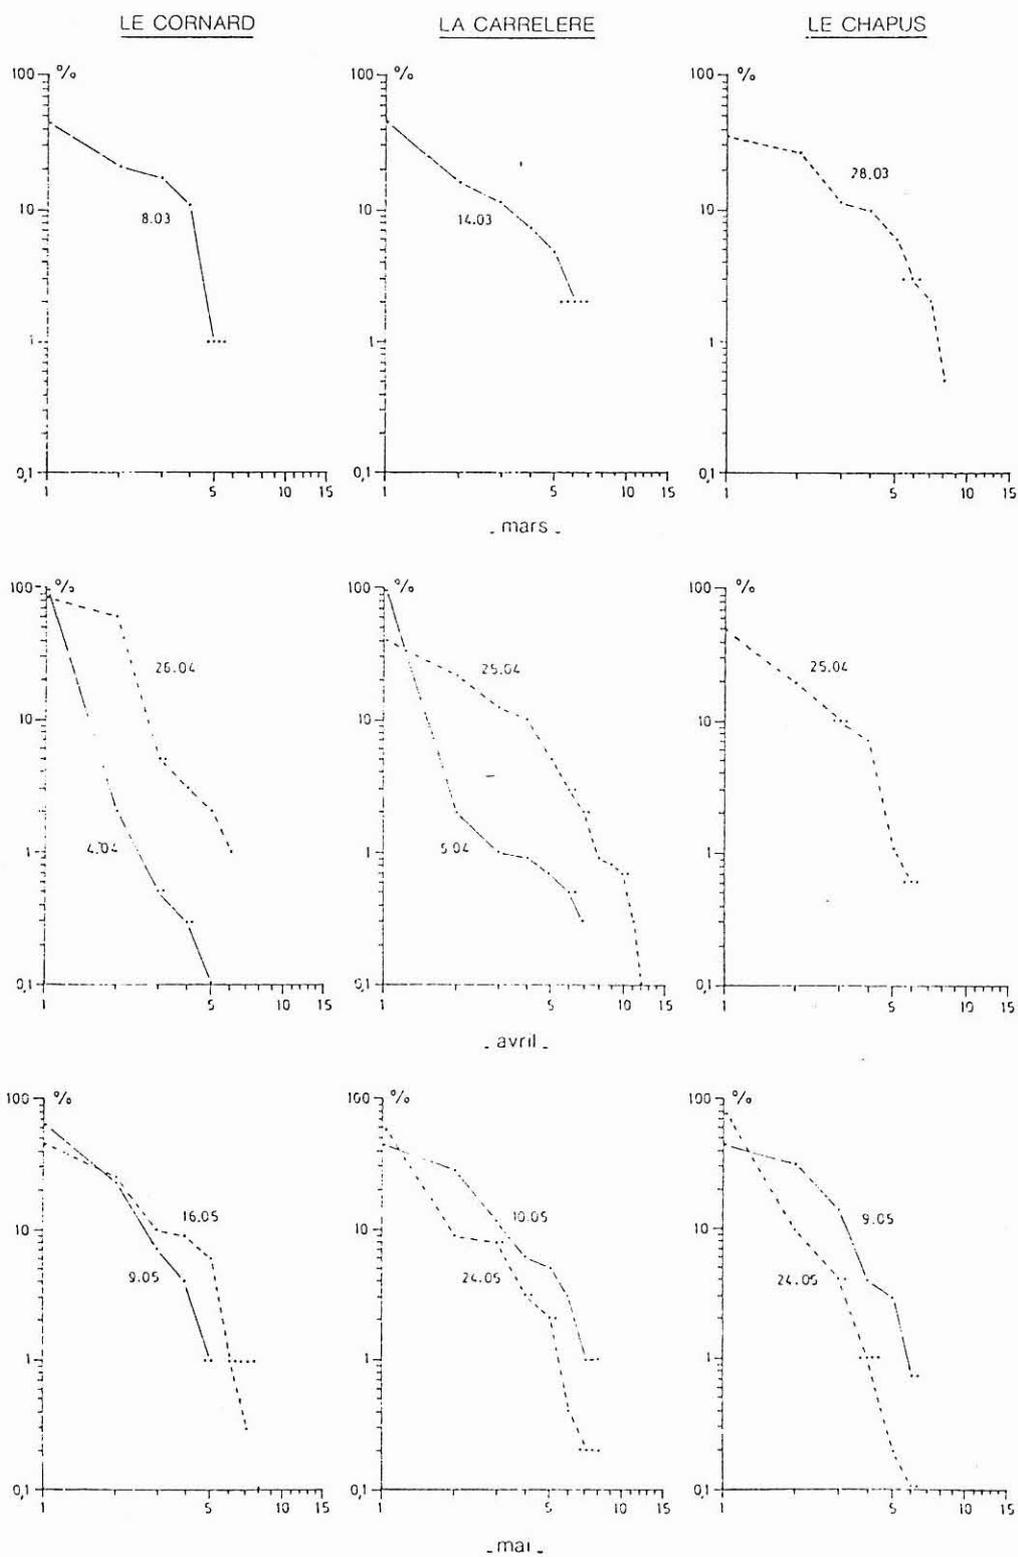 LE CORNARD LA CARRELERE LE CHAPUS
100 % 100 % 100 %
28.03
10 8.03 10 14.03 10
1 1 1
0,1 0,1 0,1
1 5 10 15 1 5 10 15 1 5 10 15
- mars -
100 % 100 % 100 %
26.04 25.04 25.04
10 10 10
4.04 5.04
1 1 1
0,1 0,1 0,1
1 5 10 15 1 5 10 15 1 5 10 15
- avril -
100 % 100 % 100 %
16.05 10.05 9.05
10 10 10
9.05 24.05 24.05
1 1 1
0,1 0,1 0,1
1 5 10 15 1 5 10 15 1 5 10 15
- mai -